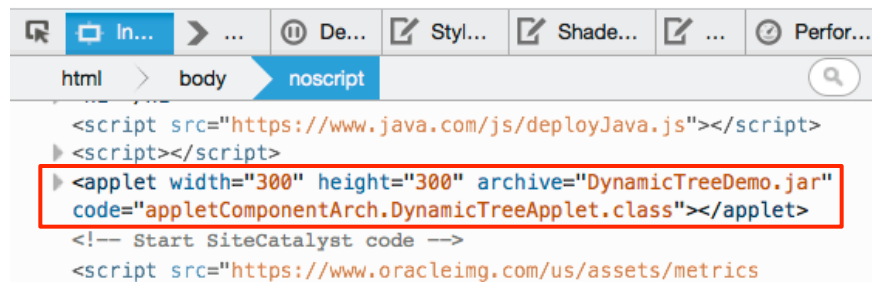 In... ... De... Styl... Shade... ... Perfor...
html body noscript
<script src="https://www.java.com/js/deployJava.js"></script>
<script></script>
<applet width="300" height="300" archive="DynamicTreeDemo.jar"
code="appletComponentArch.DynamicTreeApplet.class"></applet>
<!-- Start SiteCatalyst code -->
<script src="https://www.oracleimg.com/us/assets/metrics